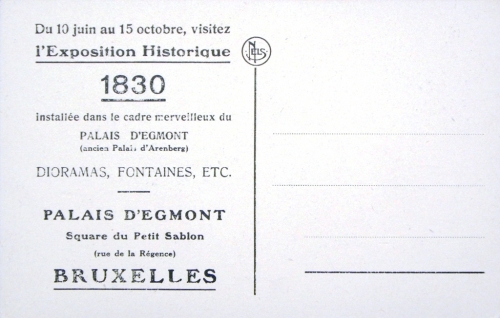 Du 10 juin au 15 octobre, visitez
l'Exposition Historique
1830
installée dans le cadre merveilleux du
PALAIS D'EGMONT
(ancien Palais d'Arenberg)
DIORAMAS, FONTAINES, ETC.
PALAIS D'EGMONT
Square du Petit Sablon
(rue de la Régence)
BRUXELLES
NELS